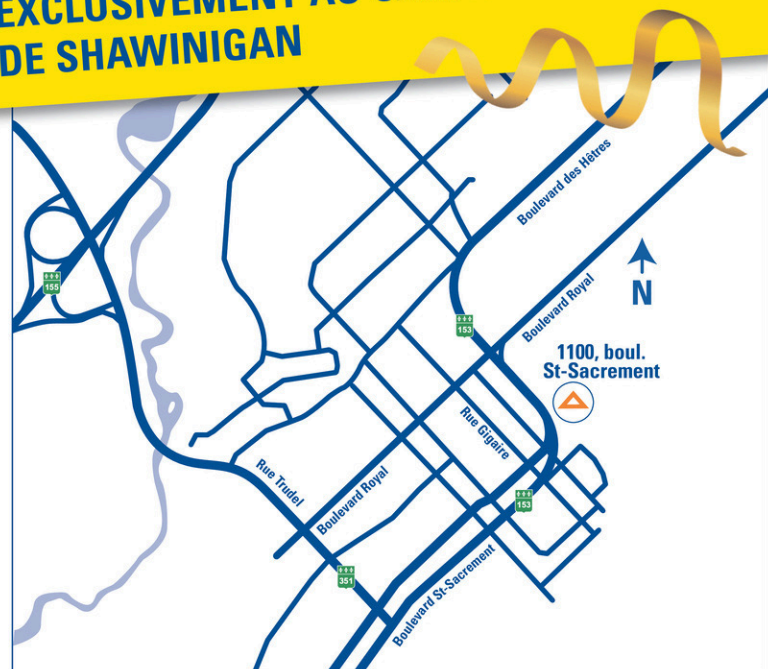 DE SHAWINIGAN
Boulevard des Hêtres
155
N
153
Boulevard Royal
1100, boul.
St-Sacrement
Rue Gigaire
Rue Trudel
Boulevard Royal
153
351
Boulevard St-Sacrement